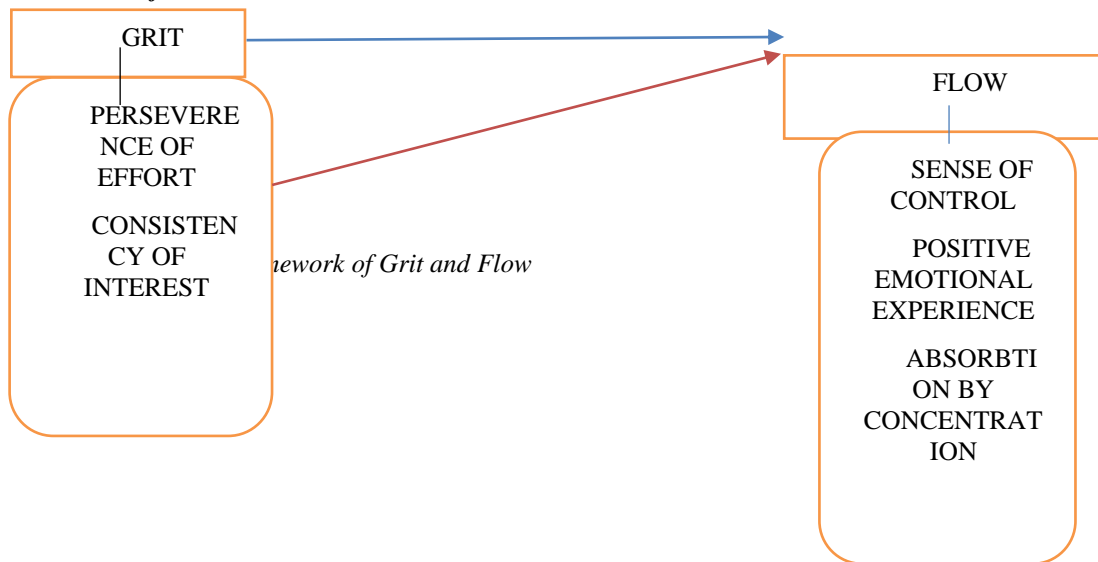 GRIT
PERSEVERE
NCE OF
EFFORT
CONSISTEN
CY OF
INTEREST
of Grit and Flow
FLOW
SENSE OF
CONTROL
POSITIVE
EMOTIONAL
EXPERIENCE
ABSORBTI
ON BY
CONCENTRAT
ION